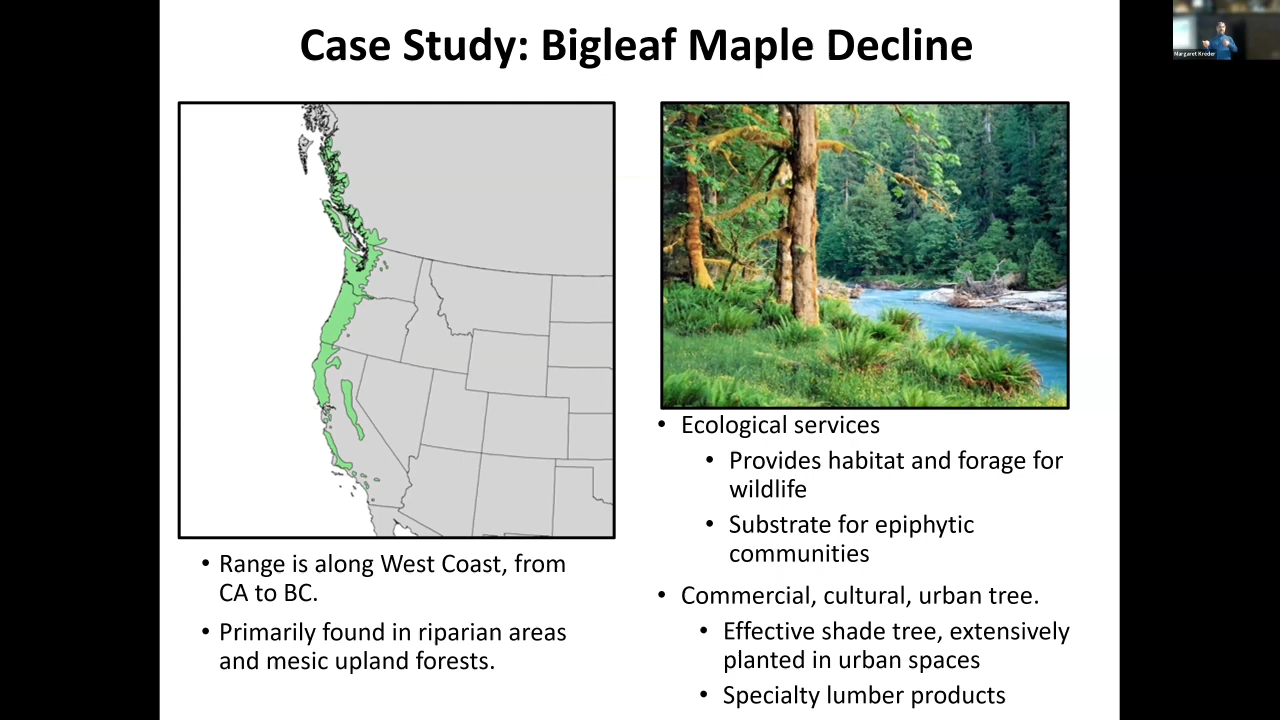 Case Study: Bigleaf Maple Decline
Margaret Kreder
• Range is along West Coast, from
CA to BC.
• Primarily found in riparian areas
and mesic upland forests.
• Ecological services
• Provides habitat and forage for
wildlife
• Substrate for epiphytic
communities
• Commercial, cultural, urban tree.
• Effective shade tree, extensively
planted in urban spaces
• Specialty lumber products